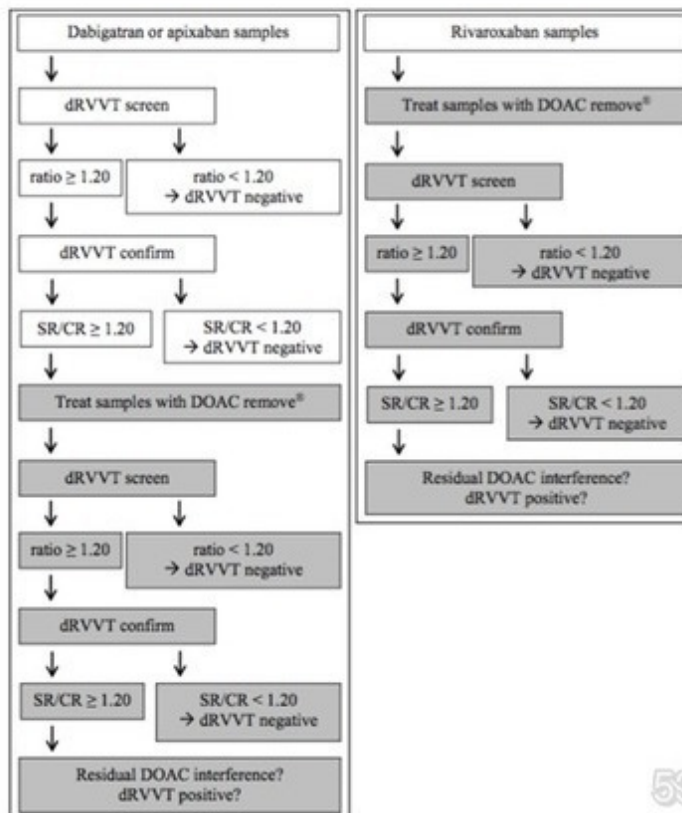 Dabigatran or apixaban samples
dRVVT screen
ratio ≥ 1.20
ratio < 1.20
→ dRVVT negative
dRVVT confirm
SR/CR ≥ 1.20
SR/CR < 1.20
→ dRVVT negative
Treat samples with DOAC remove®
dRVVT screen
ratio ≥ 1.20
ratio < 1.20
→ dRVVT negative
dRVVT confirm
SR/CR ≥ 1.20
SR/CR < 1.20
→ dRVVT negative
Residual DOAC interference?
dRVVT positive?
Rivaroxaban samples
Treat samples with DOAC remove®
dRVVT screen
ratio ≥ 1.20
ratio < 1.20
→ dRVVT negative
dRVVT confirm
SR/CR ≥ 1.20
SR/CR < 1.20
→ dRVVT negative
Residual DOAC interference?
dRVVT positive?